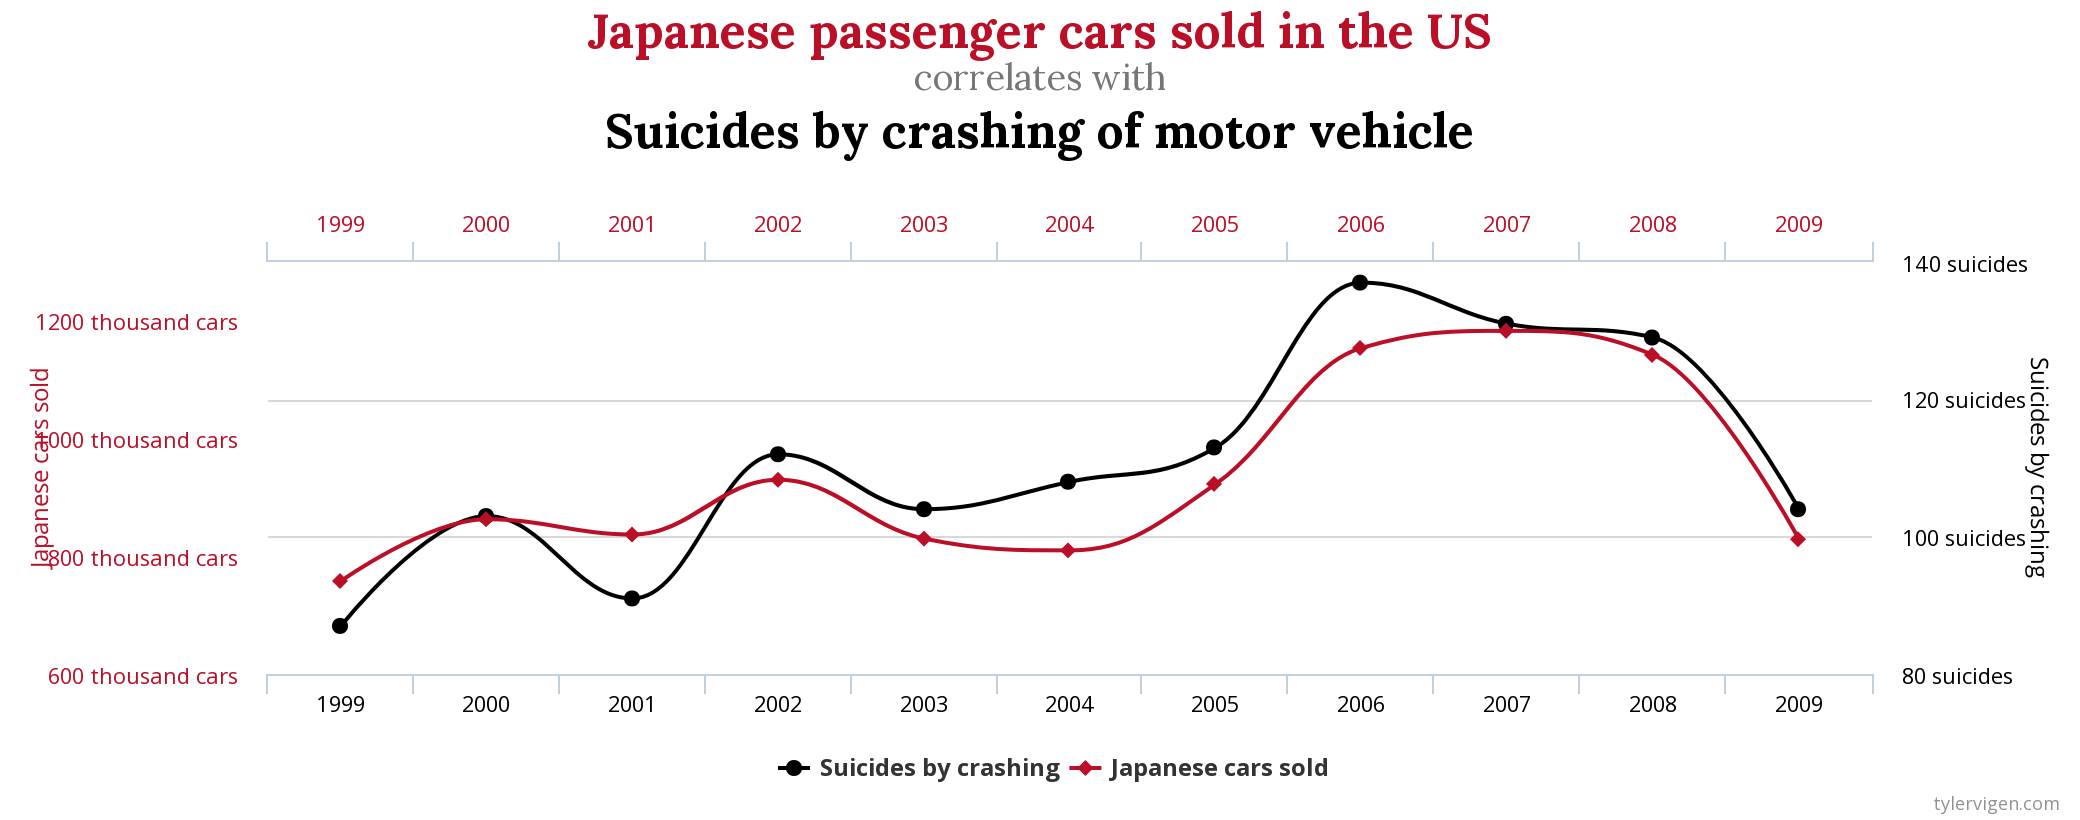 Japanese passenger cars sold in the US
correlates with
Suicides by crashing of motor vehicle
1999 2000 2001 2002 2003 2004 2005 2006 2007 2008 2009
140 suicides
1200 thousand cars
120 suicides
Japanese cars sold
Suicides by crashing
1000 thousand cars
100 suicides
800 thousand cars
600 thousand cars
80 suicides
1999 2000 2001 2002 2003 2004 2005 2006 2007 2008 2009
Suicides by crashing Japanese cars sold
tylervigen.com